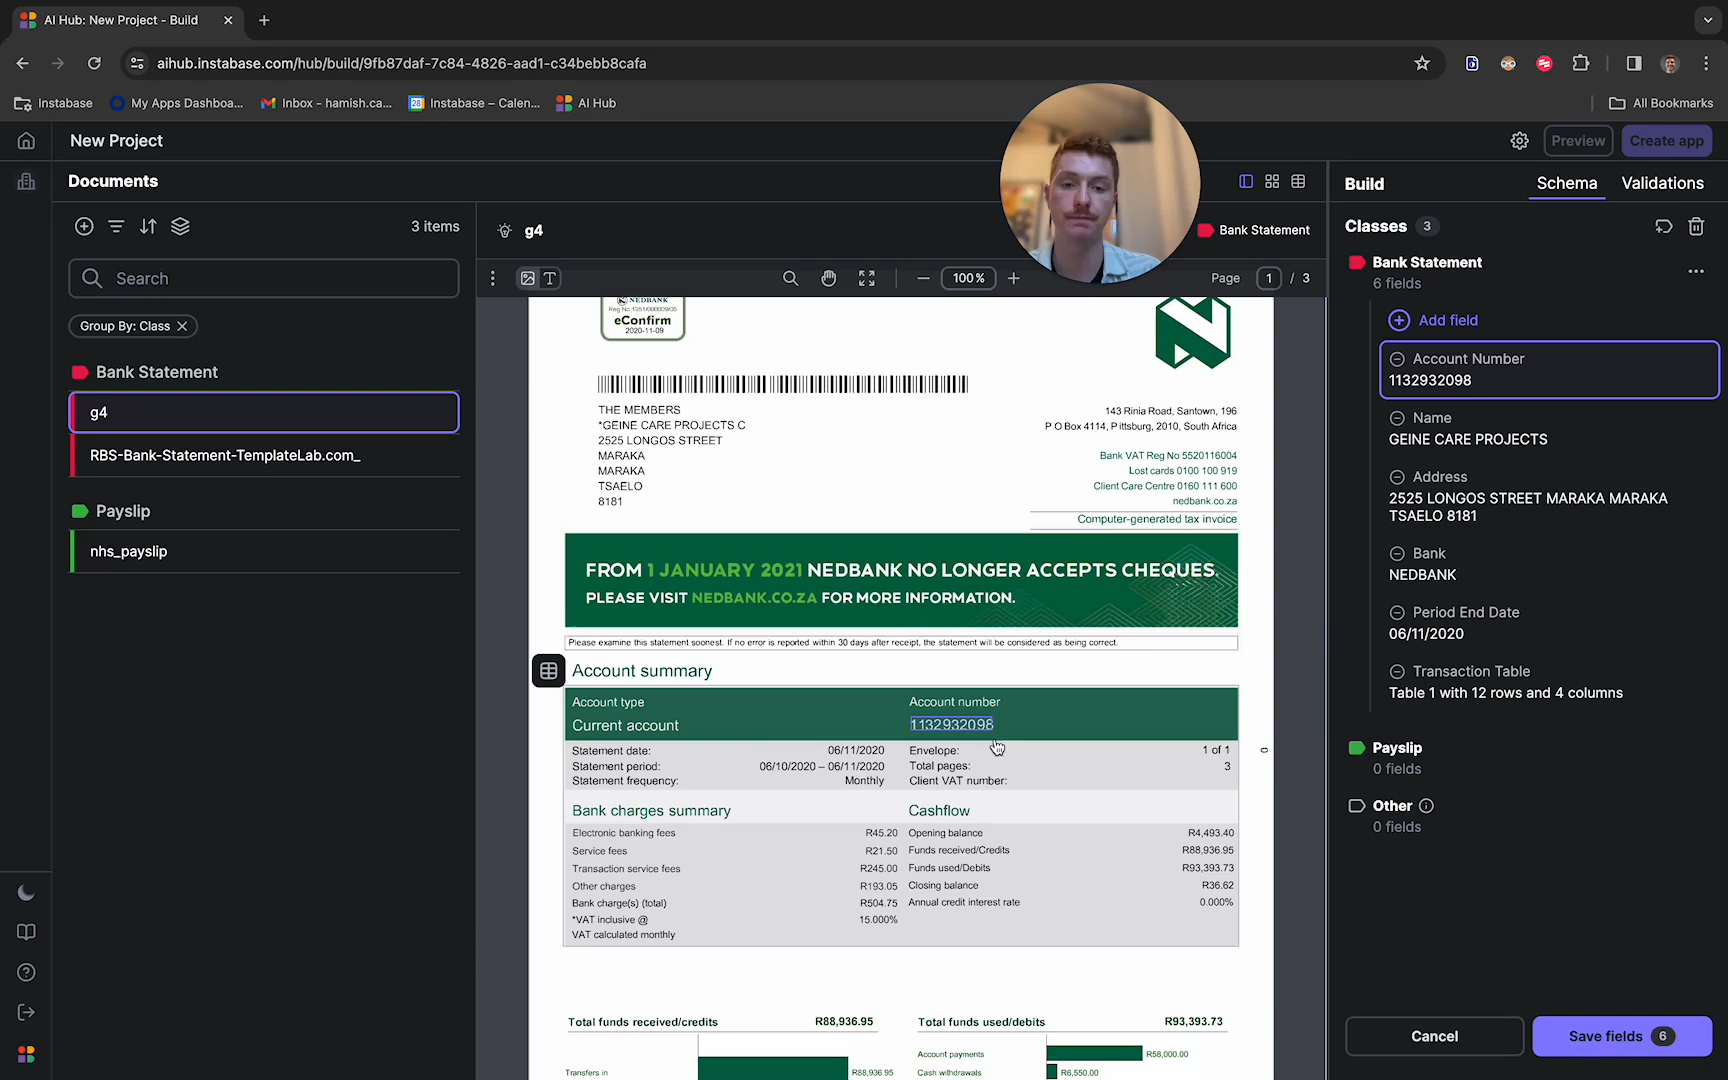 AI Hub: New Project - Build
aihub.instabase.com/hub/build/9fb87daf-7c84-4826-aad1-c34bebb8cafa
Instabase
My Apps Dashboa...
Inbox - hamish.ca...
Instabase – Calen...
AI Hub
All Bookmarks
New Project
Preview
Create app
Documents
3 items
Search
Group By: Class
Bank Statement
g4
RBS-Bank-Statement-TemplateLab.com_
Payslip
nhs_payslip
g4
Bank Statement
100%
Page 1 / 3
NEDBANK
Reg No 1951/000009/06
eConfirm
2020-11-09
THE MEMBERS
*GEINE CARE PROJECTS C
2525 LONGOS STREET
MARAKA
MARAKA
TSAELO
8181
143 Rinia Road, Santown, 196
P O Box 4114, Pittsburg, 2010, South Africa
Bank VAT Reg No 5520116004
Lost cards 0100 100 919
Client Care Centre 0160 111 600
nedbank.co.za
Computer-generated tax invoice
FROM 1 JANUARY 2021 NEDBANK NO LONGER ACCEPTS CHEQUES.
PLEASE VISIT NEDBANK.CO.ZA FOR MORE INFORMATION.
Please examine this statement soonest. If no error is reported within 30 days after receipt, the statement will be considered as being correct.
Account summary
Account type
Account number
Current account
1132932098
Statement date: 06/11/2020
Envelope: 1 of 1
Statement period: 06/10/2020 – 06/11/2020
Total pages: 3
Statement frequency: Monthly
Client VAT number:
Bank charges summary
Cashflow
Electronic banking fees R45.20
Opening balance R4,493.40
Service fees R21.50
Funds received/Credits R88,936.95
Transaction service fees R245.00
Funds used/Debits R93,393.73
Other charges R193.05
Closing balance R36.62
Bank charge(s) (total) R504.75
Annual credit interest rate 0.000%
*VAT inclusive @ 15.000%
VAT calculated monthly
Total funds received/credits R88,936.95
Total funds used/debits R93,393.73
Account payments R58,000.00
Transfers in R88,936.95
Cash withdrawals R6,550.00
Build
Schema
Validations
Classes 3
Bank Statement
6 fields
Add field
Account Number
1132932098
Name
GEINE CARE PROJECTS
Address
2525 LONGOS STREET MARAKA MARAKA
TSAELO 8181
Bank
NEDBANK
Period End Date
06/11/2020
Transaction Table
Table 1 with 12 rows and 4 columns
Payslip
0 fields
Other
0 fields
Cancel
Save fields 6